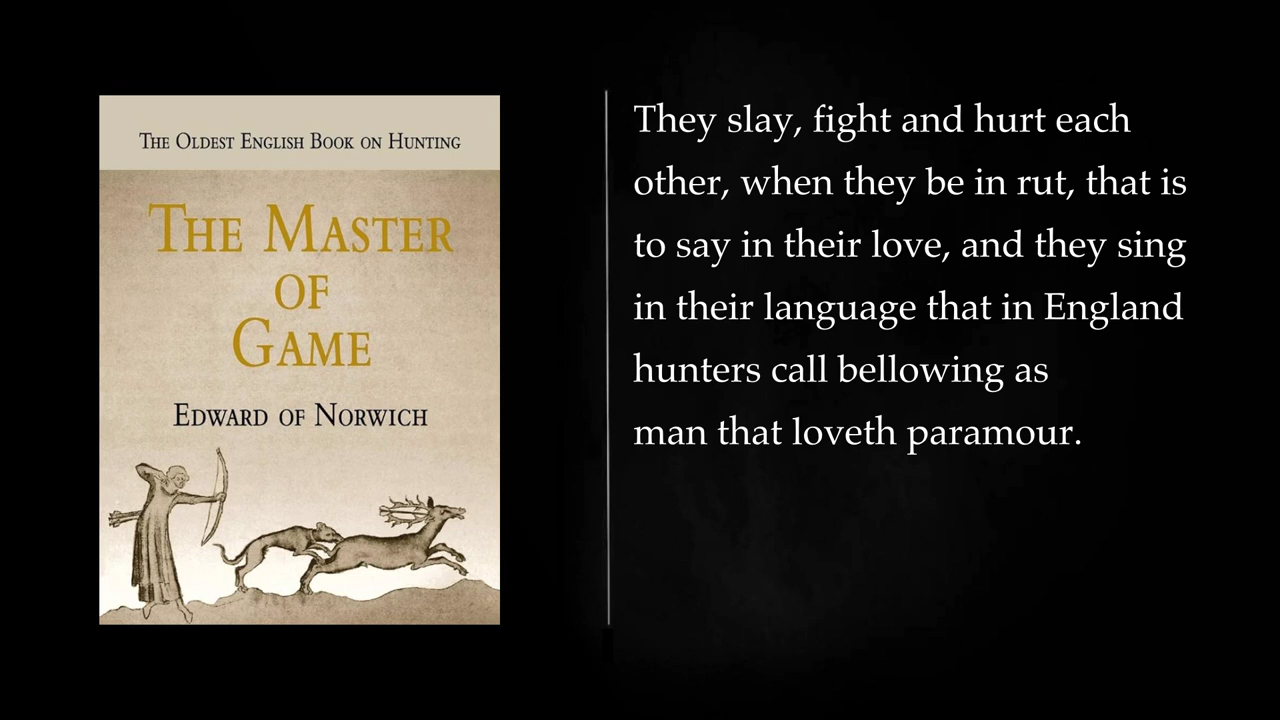 The Oldest English Book on Hunting
The Master
of
Game
Edward of Norwich
They slay, fight and hurt each
other, when they be in rut, that is
to say in their love, and they sing
in their language that in England
hunters call bellowing as
man that loveth paramour.